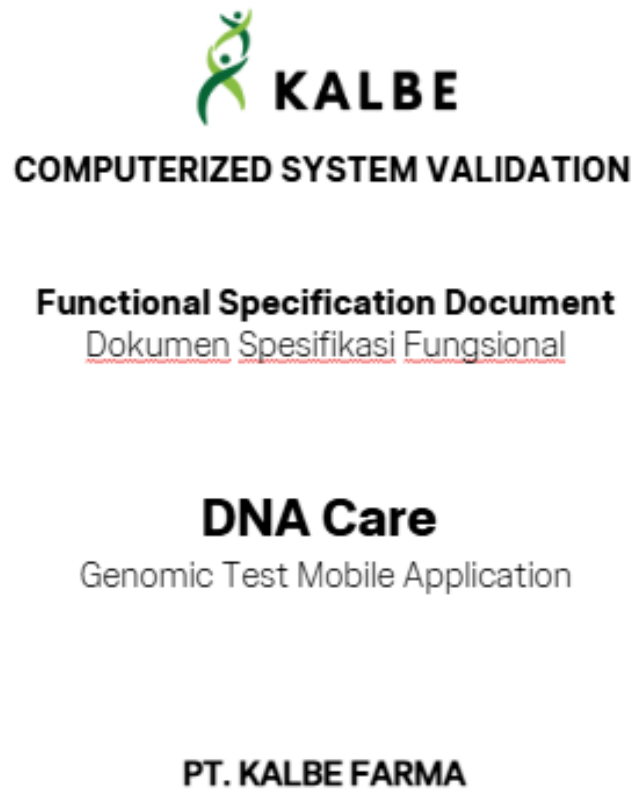 KALBE
COMPUTERIZED SYSTEM VALIDATION
Functional Specification Document
Dokumen Spesifikasi Fungsional
DNA Care
Genomic Test Mobile Application
PT. KALBE FARMA